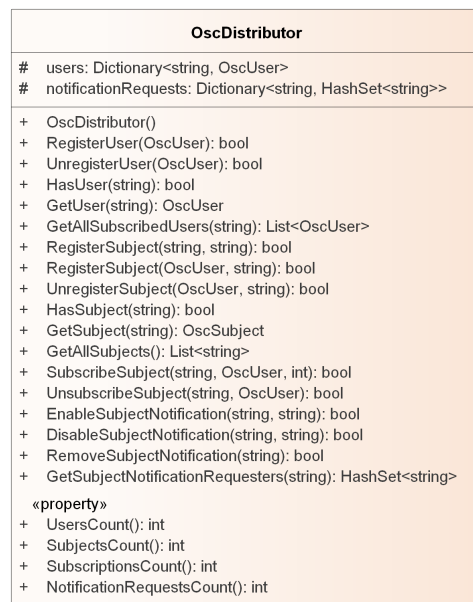 OscDistributor
# users: Dictionary<string, OscUser>
# notificationRequests: Dictionary<string, HashSet<string>>
+ OscDistributor()
+ RegisterUser(OscUser): bool
+ UnregisterUser(OscUser): bool
+ HasUser(string): bool
+ GetUser(string): OscUser
+ GetAllSubscribedUsers(string): List<OscUser>
+ RegisterSubject(string, string): bool
+ RegisterSubject(OscUser, string): bool
+ UnregisterSubject(OscUser, string): bool
+ HasSubject(string): bool
+ GetSubject(string): OscSubject
+ GetAllSubjects(): List<string>
+ SubscribeSubject(string, OscUser, int): bool
+ UnsubscribeSubject(string, OscUser): bool
+ EnableSubjectNotification(string, string): bool
+ DisableSubjectNotification(string, string): bool
+ RemoveSubjectNotification(string): bool
+ GetSubjectNotificationRequesters(string): HashSet<string>
«property»
+ UsersCount(): int
+ SubjectsCount(): int
+ SubscriptionsCount(): int
+ NotificationRequestsCount(): int